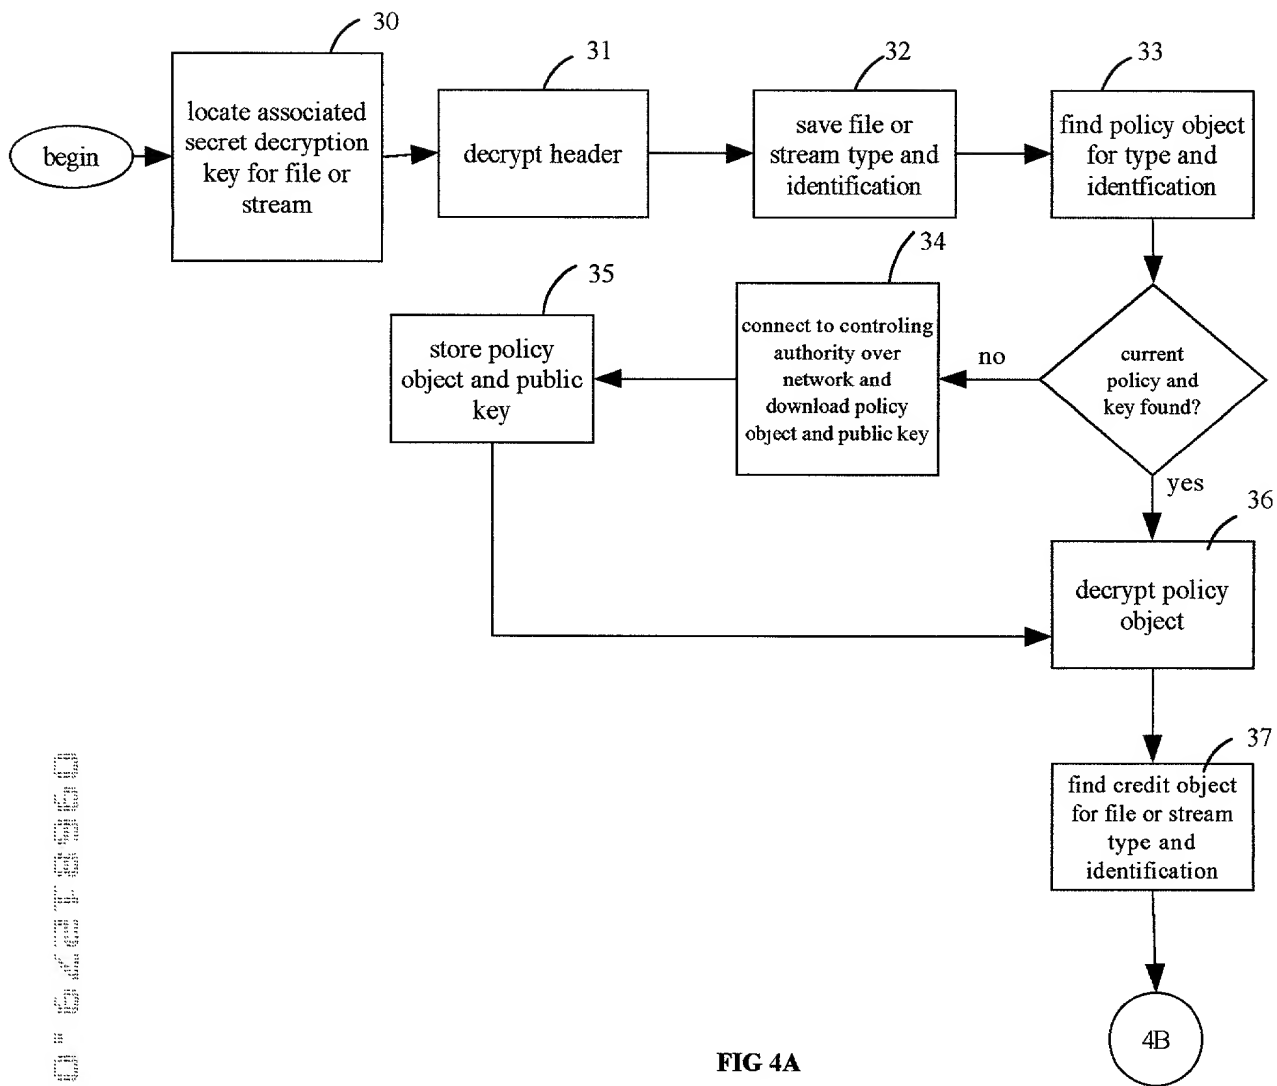 30
31
32
33
begin
locate associated
secret decryption
key for file or
stream
decrypt header
save file or
stream type and
identification
find policy object
for type and
identfication
34
35
store policy
object and public
key
connect to controling
authority over
network and
download policy
object and public key
no
current
policy and
key found?
yes
36
decrypt policy
object
37
find credit object
for file or stream
type and
identification
4B
FIG 4A